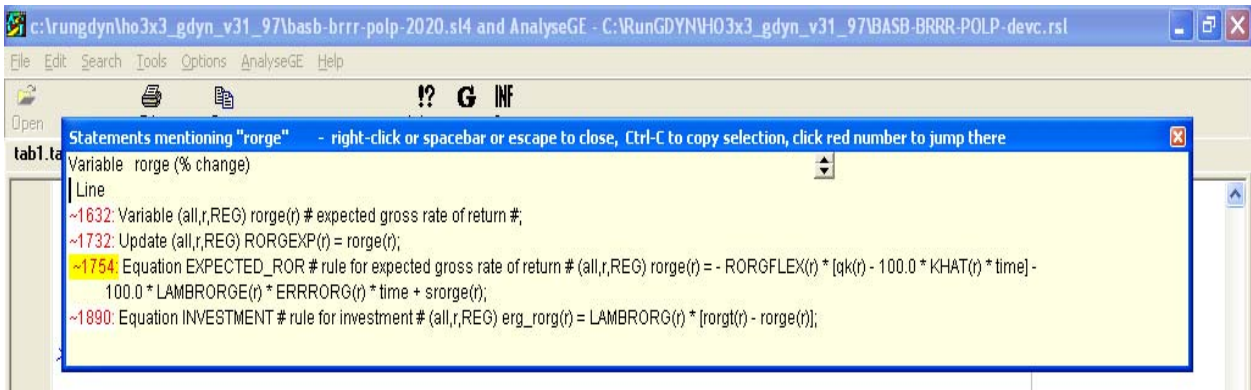 c:\rungdyn\ho3x3_gdyn_v31_97\basb-brrr-polp-2020.sl4 and AnalyseGE - C:\RunGDYN\HO3x3_gdyn_v31_97\BASB-BRRR-POLP-devc.rsl
File Edit Search Tools Options AnalyseGE Help
!? G INF
Open
Statements mentioning "rorge" - right-click or spacebar or escape to close, Ctrl-C to copy selection, click red number to jump there
tab1.ta
Variable rorge (% change)
Line
~1632: Variable (all,r,REG) rorge(r) # expected gross rate of return #;
~1732: Update (all,r,REG) RORGEXP(r) = rorge(r);
~1754: Equation EXPECTED_ROR # rule for expected gross rate of return # (all,r,REG) rorge(r) = - RORGFLEX(r) * [qk(r) - 100.0 * KHAT(r) * time] -
100.0 * LAMBRORGE(r) * ERRRORG(r) * time + srorge(r);
~1890: Equation INVESTMENT # rule for investment # (all,r,REG) erg_rorg(r) = LAMBRORG(r) * [rorgt(r) - rorge(r)];